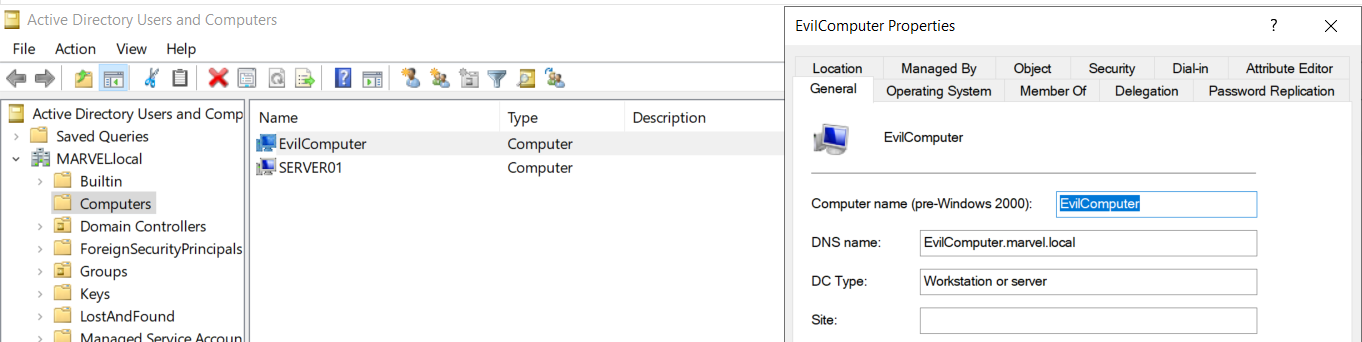 Active Directory Users and Computers
File Action View Help
Active Directory Users and Comp
Saved Queries
MARVEL.local
Builtin
Computers
Domain Controllers
ForeignSecurityPrincipals
Groups
Keys
LostAndFound
Managed Service Accoun
Name Type Description
EvilComputer Computer
SERVER01 Computer
EvilComputer Properties
?
Location Managed By Object Security Dial-in Attribute Editor
General Operating System Member Of Delegation Password Replication
EvilComputer
Computer name (pre-Windows 2000): EvilComputer
DNS name: EvilComputer.marvel.local
DC Type: Workstation or server
Site: